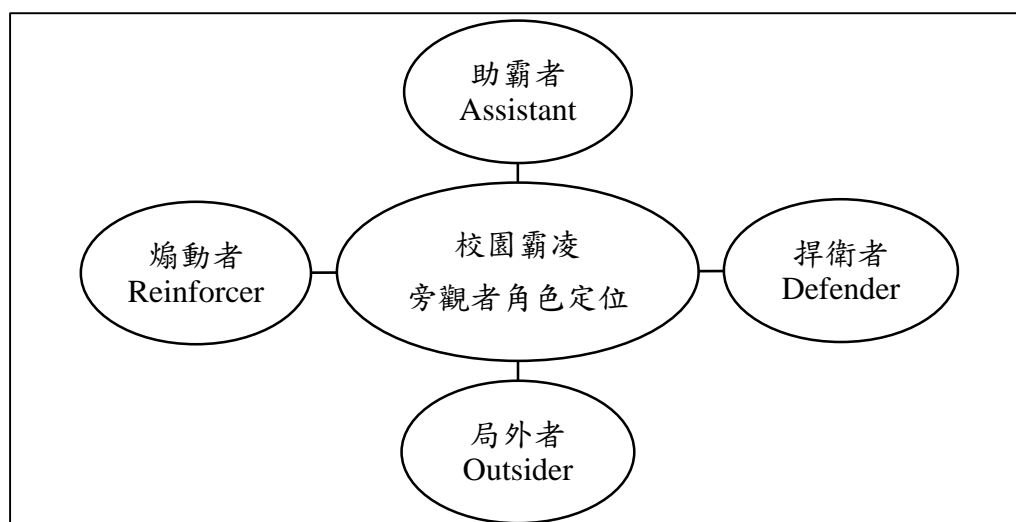 助霸者
Assistant
煽動者
Reinforcer
校園霸凌
旁觀者角色定位
捍衛者
Defender
局外者
Outsider